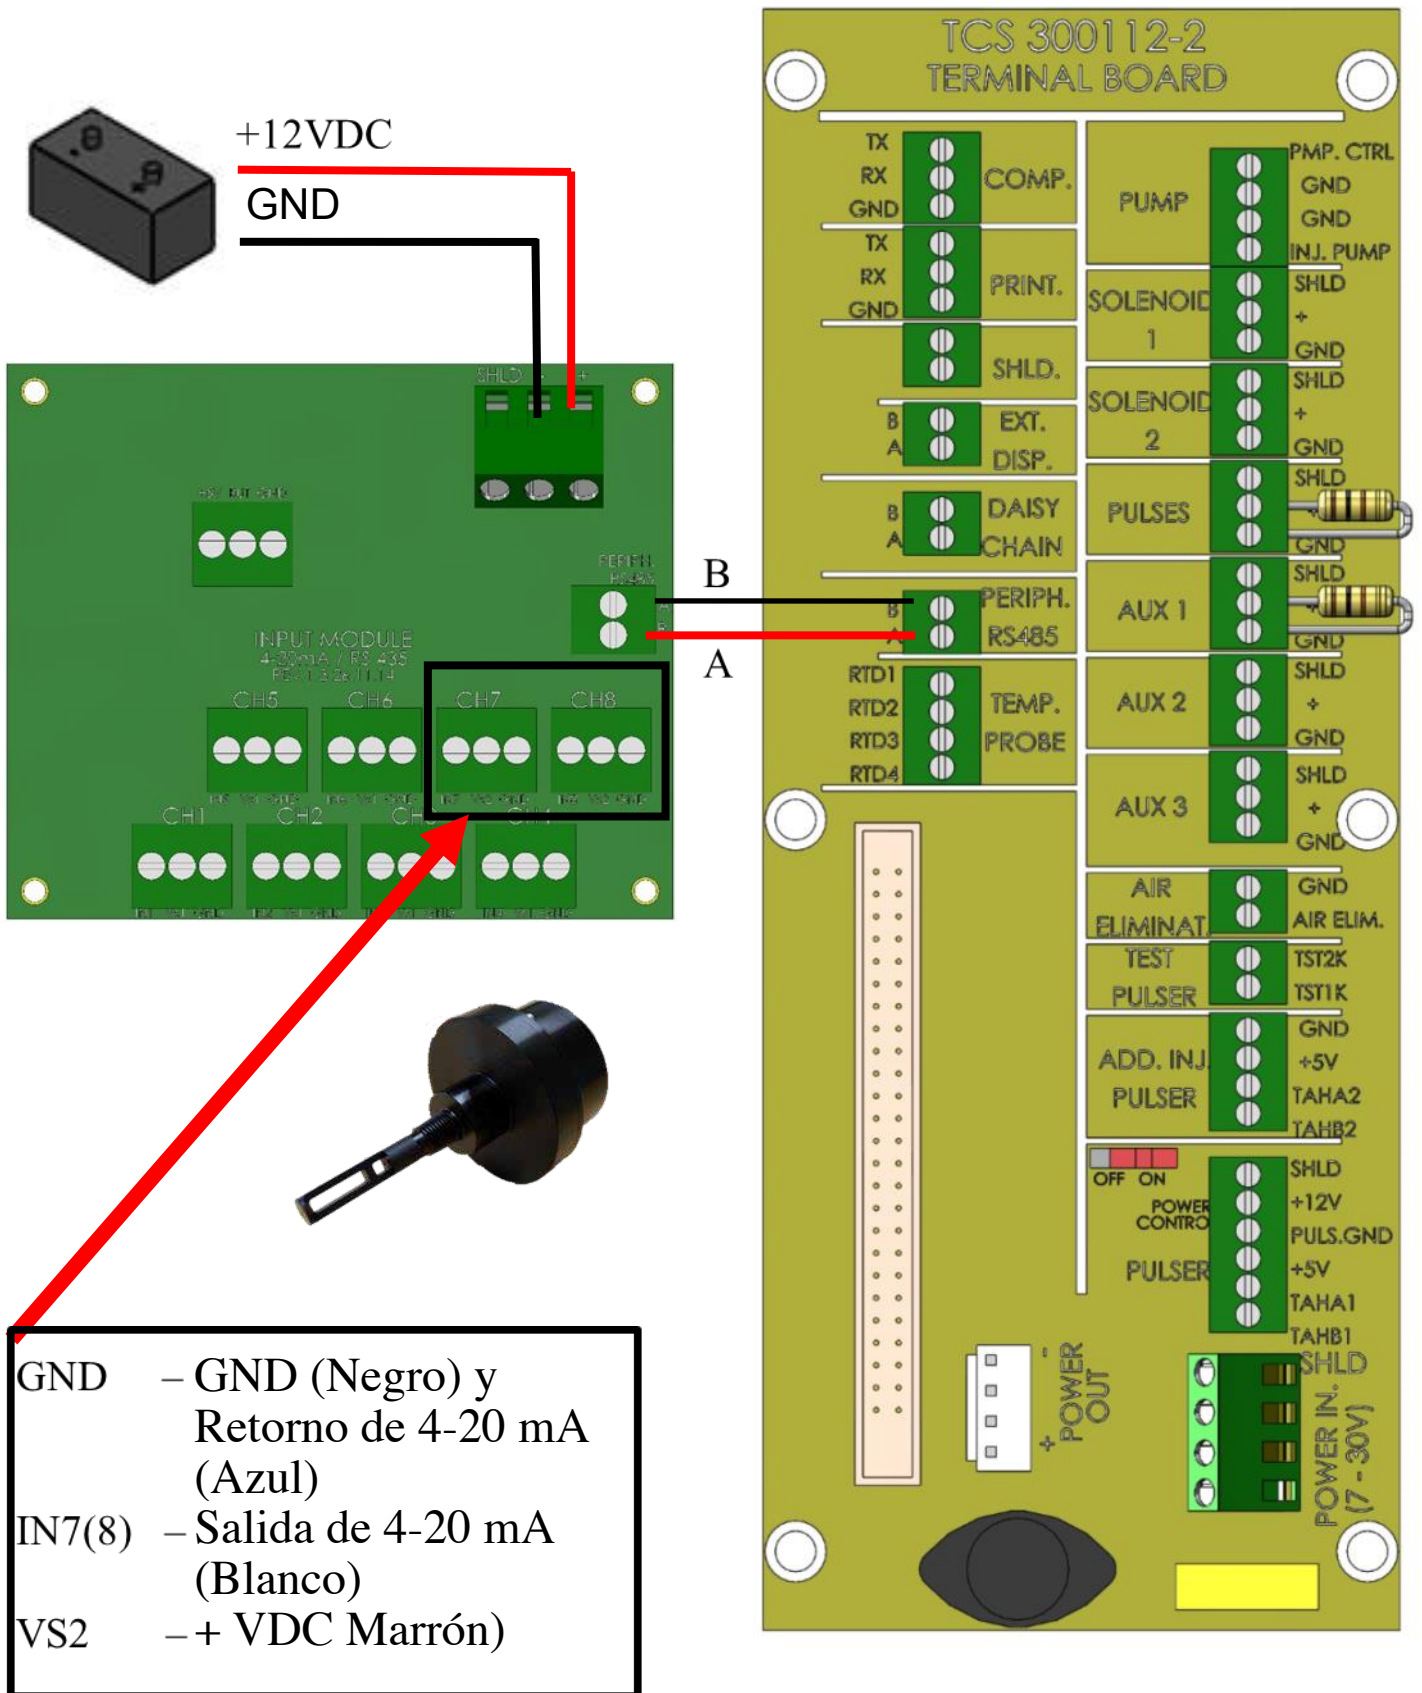 +12VDC
GND
SHLD - +
PERIPH.
RS485
A
B
INPUT MODULE
4-20mA / RS 485
CH5 CH6 CH7 CH8
CH1 CH2 CH3 CH4
B
A
GND – GND (Negro) y
Retorno de 4-20 mA
(Azul)
IN7(8) – Salida de 4-20 mA
(Blanco)
VS2 – + VDC Marrón)
TCS 300112-2
TERMINAL BOARD
TX
RX
GND
COMP.
TX
RX
GND
PRINT.
SHLD.
B
A
EXT.
DISP.
B
A
DAISY
CHAIN
B
A
PERIPH.
RS485
RTD1
RTD2
RTD3
RTD4
TEMP.
PROBE
PUMP
PMP. CTRL
GND
GND
INJ. PUMP
SOLENOID
1
SHLD
+
GND
SOLENOID
2
SHLD
+
GND
PULSES
SHLD
+
GND
AUX 1
SHLD
+
GND
AUX 2
SHLD
+
GND
AUX 3
SHLD
+
GND
AIR
ELIMINAT.
GND
AIR ELIM.
TEST
PULSER
TST2K
TST1K
ADD. INJ.
PULSER
GND
+5V
TAHA2
TAHB2
OFF ON
POWER
CONTRO
PULSER
SHLD
+12V
PULS.GND
+5V
TAHA1
TAHB1
- +
POWER
OUT
SHLD
POWER IN.
(7 - 30V)